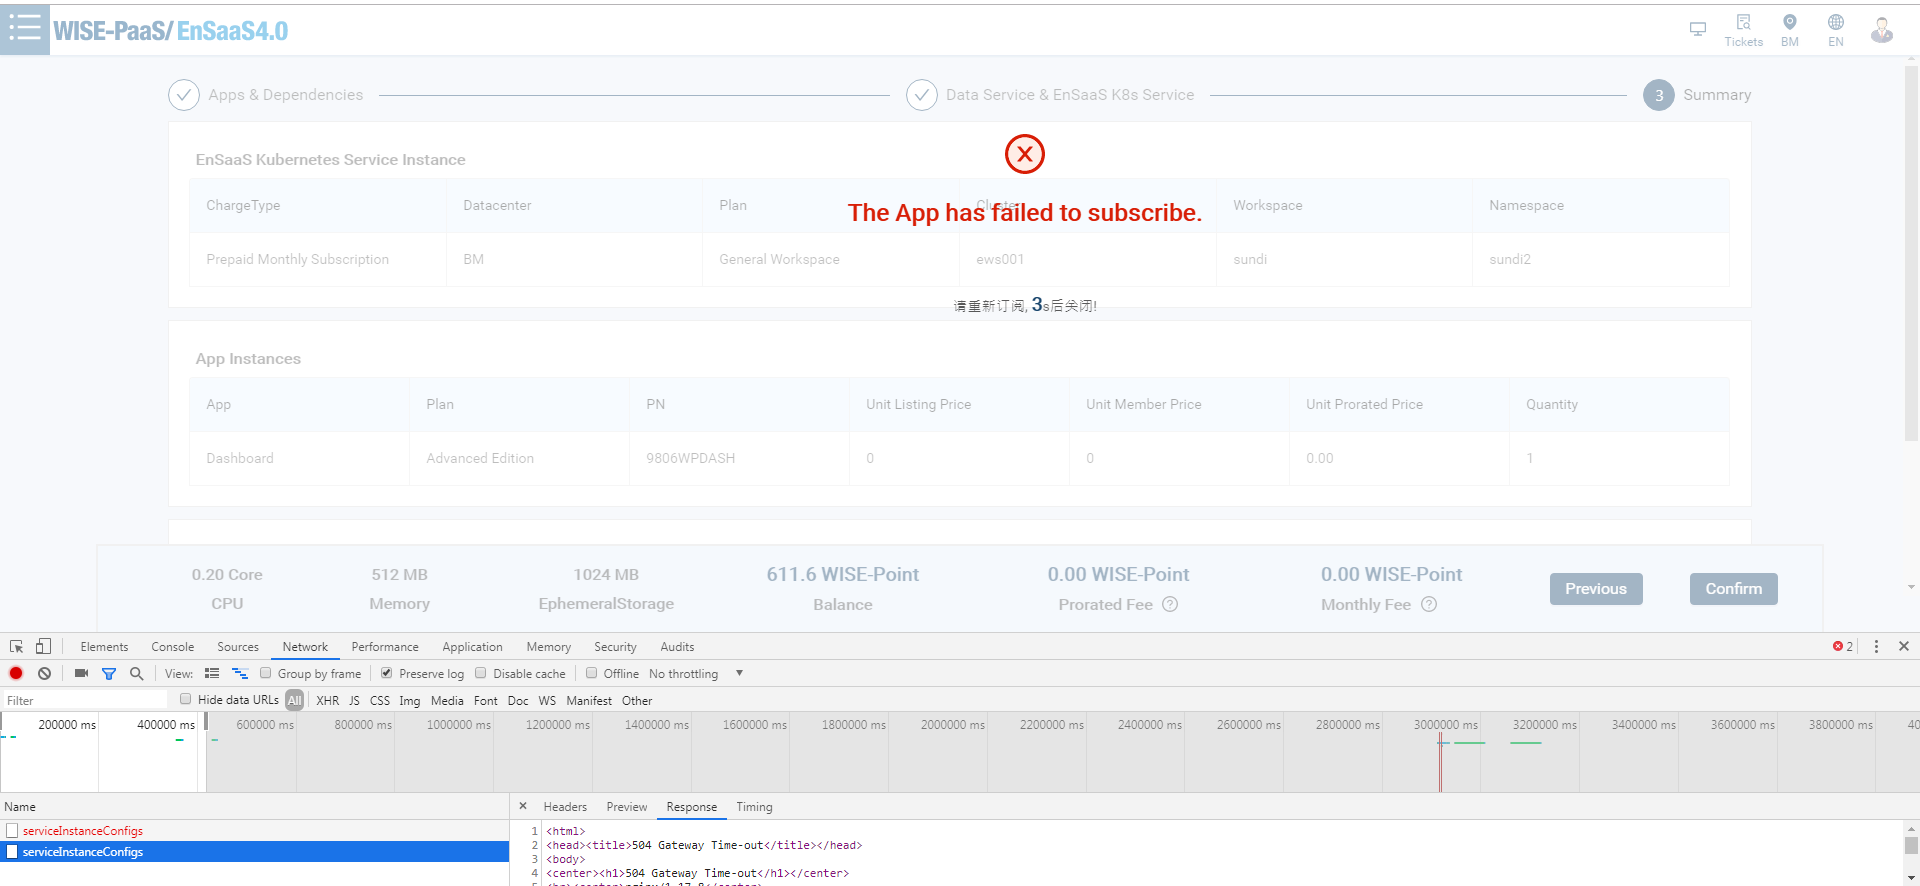 WISE-PaaS/ EnSaaS4.0
Tickets BM EN
Apps & Dependencies Data Service & EnSaaS K8s Service 3 Summary
EnSaaS Kubernetes Service Instance
ChargeType Datacenter Plan Cluster Workspace Namespace
The App has failed to subscribe.
Prepaid Monthly Subscription BM General Workspace ews001 sundi sundi2
请重新订阅, 3s后关闭!
App Instances
App Plan PN Unit Listing Price Unit Member Price Unit Prorated Price Quantity
Dashboard Advanced Edition 9806WPDASH 0 0 0.00 1
0.20 Core 512 MB 1024 MB 611.6 WISE-Point 0.00 WISE-Point 0.00 WISE-Point
CPU Memory EphemeralStorage Balance Prorated Fee ? Monthly Fee ? Previous Confirm
Elements Console Sources Network Performance Application Memory Security Audits 2
View: Group by frame Preserve log Disable cache Offline No throttling
Filter Hide data URLs All XHR JS CSS Img Media Font Doc WS Manifest Other
200000 ms 400000 ms 600000 ms 800000 ms 1000000 ms 1200000 ms 1400000 ms 1600000 ms 1800000 ms 2000000 ms 2200000 ms 2400000 ms 2600000 ms 2800000 ms 3000000 ms 3200000 ms 3400000 ms 3600000 ms 3800000 ms 40
Name Headers Preview Response Timing
serviceInstanceConfigs
serviceInstanceConfigs
1 <html>
2 <head><title>504 Gateway Time-out</title></head>
3 <body>
4 <center><h1>504 Gateway Time-out</h1></center>